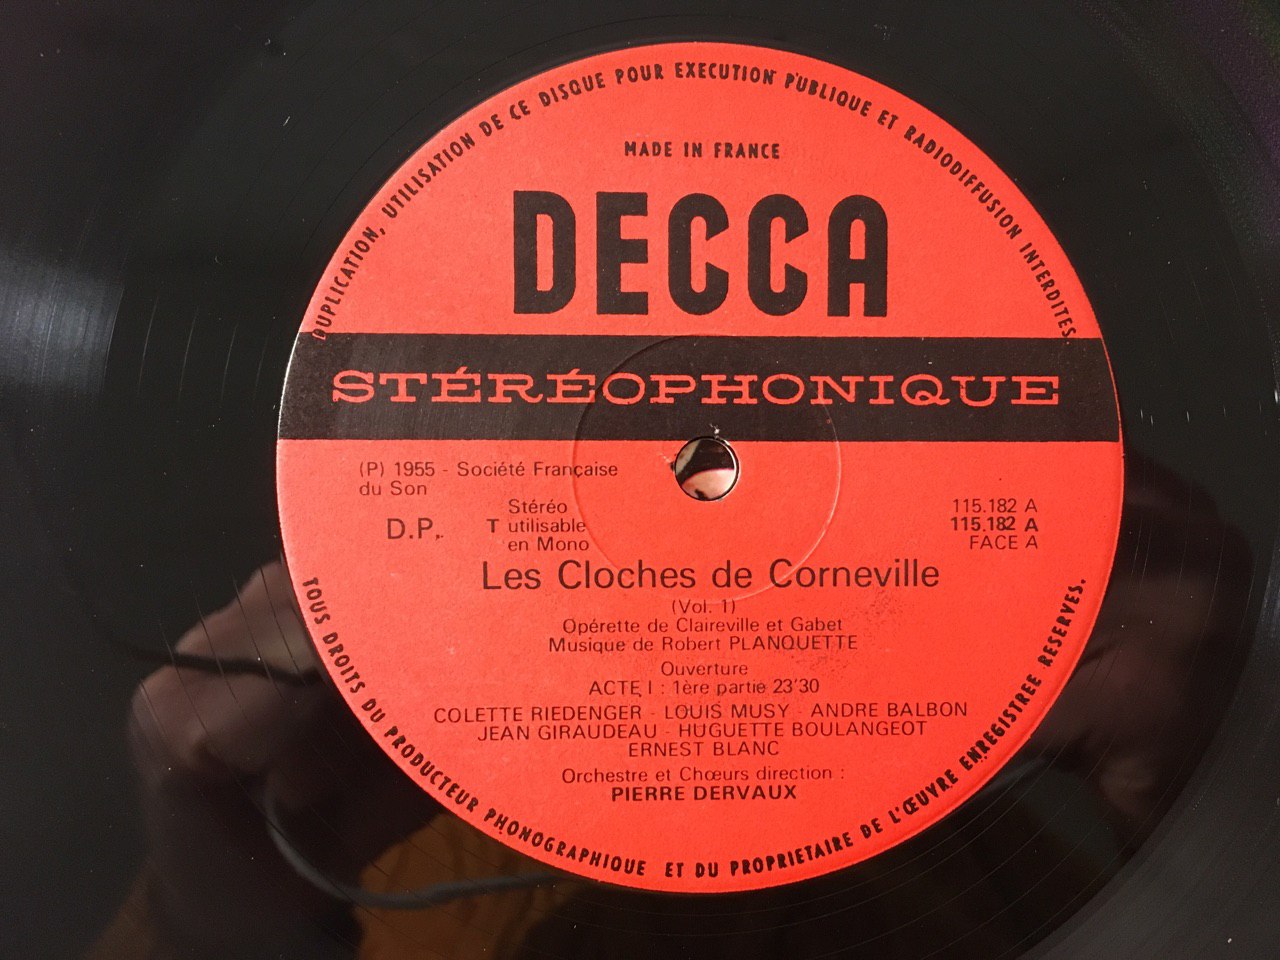 DUPLICATION, UTILISATION DE CE DISQUE POUR EXECUTION PUBLIQUE ET RADIODIFFUSION INTERDITES.
MADE IN FRANCE
DECCA
STÉRÉOPHONIQUE
(P) 1955 - Société Française
du Son
D.P.
Stéréo
T utilisable
en Mono
115.182 A
115.182 A
FACE A
Les Cloches de Corneville
(Vol. 1)
Opérette de Claireville et Gabet
Musique de Robert PLANQUETTE
Ouverture
ACTE I : 1ère partie 23'30
COLETTE RIEDENGER - LOUIS MUSY - ANDRE BALBON
JEAN GIRAUDEAU - HUGUETTE BOULANGEOT
ERNEST BLANC
Orchestre et Chœurs direction :
PIERRE DERVAUX
TOUS DROITS DU PRODUCTEUR PHONOGRAPHIQUE ET DU PROPRIETAIRE DE L'ŒUVRE ENREGISTREE RESERVES.